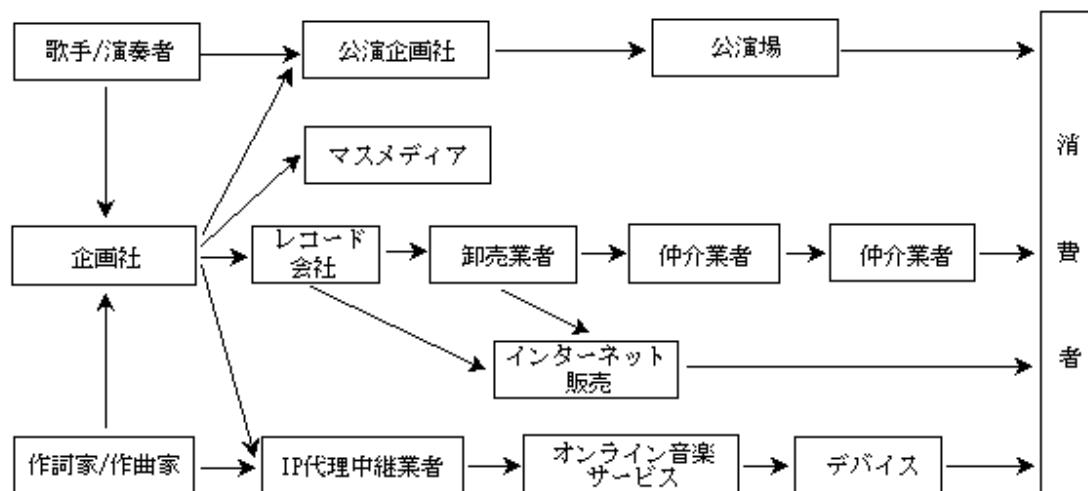 歌手/演奏者
公演企画社
公演場
マスメディア
企画社
レコード
会社
卸売業者
仲介業者
仲介業者
インターネット
販売
作詞家/作曲家
IP代理中継業者
オンライン音楽
サービス
デバイス
消
費
者